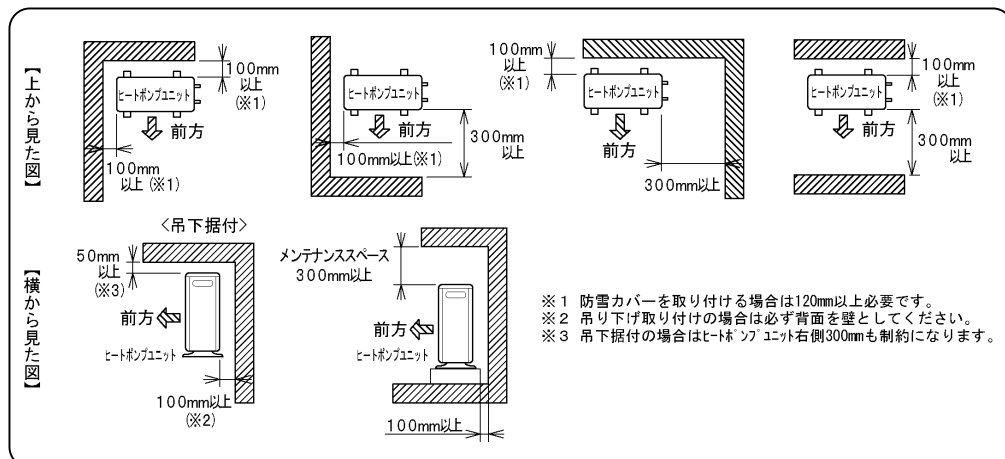 【上から見た図】
100mm
以上
(※1)
ヒートポンプユニット
前方
100mm
以上(※1)
ヒートポンプユニット
前方
100mm以上(※1)
300mm
以上
100mm
以上
(※1)
ヒートポンプユニット
前方
300mm以上
ヒートポンプユニット
前方
100mm
以上
(※1)
300mm
以上
【横から見た図】
〈吊下据付〉
50mm
以上
(※3)
前方
ヒートポンプユニット
100mm以上
(※2)
メンテナンススペース
300mm以上
前方
ヒートポンプユニット
100mm以上
※1 防雪カバーを取り付ける場合は120mm以上必要です。
※2 吊り下げ取り付けの場合は必ず背面を壁としてください。
※3 吊下据付の場合はヒートポンプユニット右側300mmも制約になります。